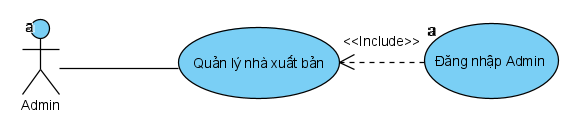 a
Admin
Quản lý nhà xuất bản
<<Include>>
a
Đăng nhập Admin